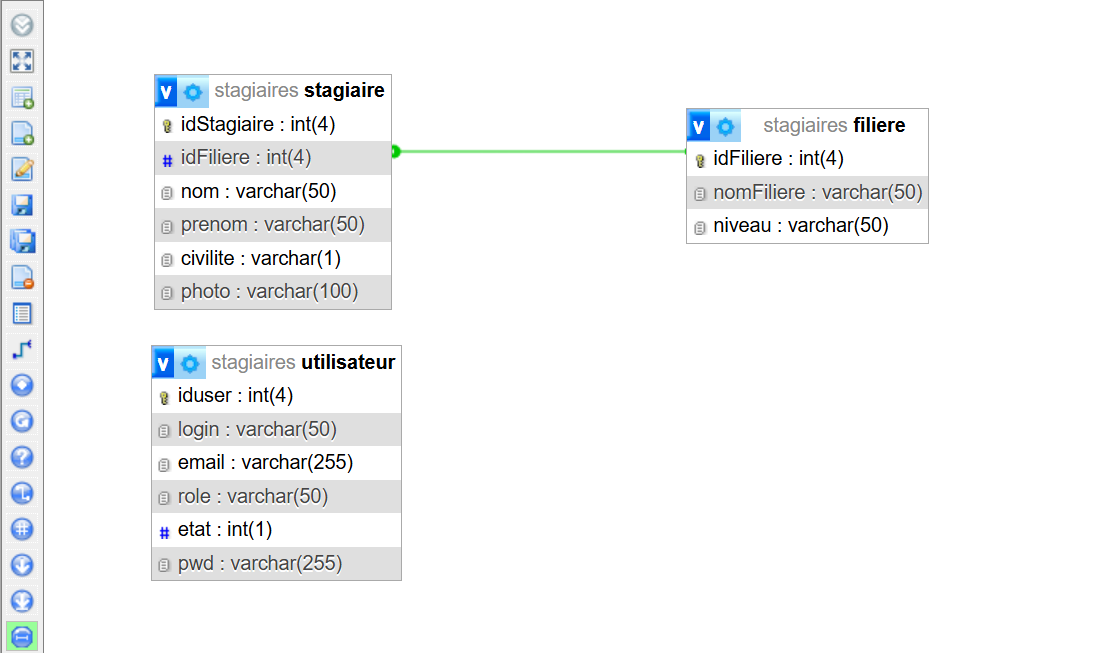 v stagiaires stagiaire
idStagiaire : int(4)
# idFiliere : int(4)
nom : varchar(50)
prenom : varchar(50)
civilite : varchar(1)
photo : varchar(100)
v stagiaires filiere
idFiliere : int(4)
nomFiliere : varchar(50)
niveau : varchar(50)
v stagiaires utilisateur
iduser : int(4)
login : varchar(50)
email : varchar(255)
role : varchar(50)
# etat : int(1)
pwd : varchar(255)